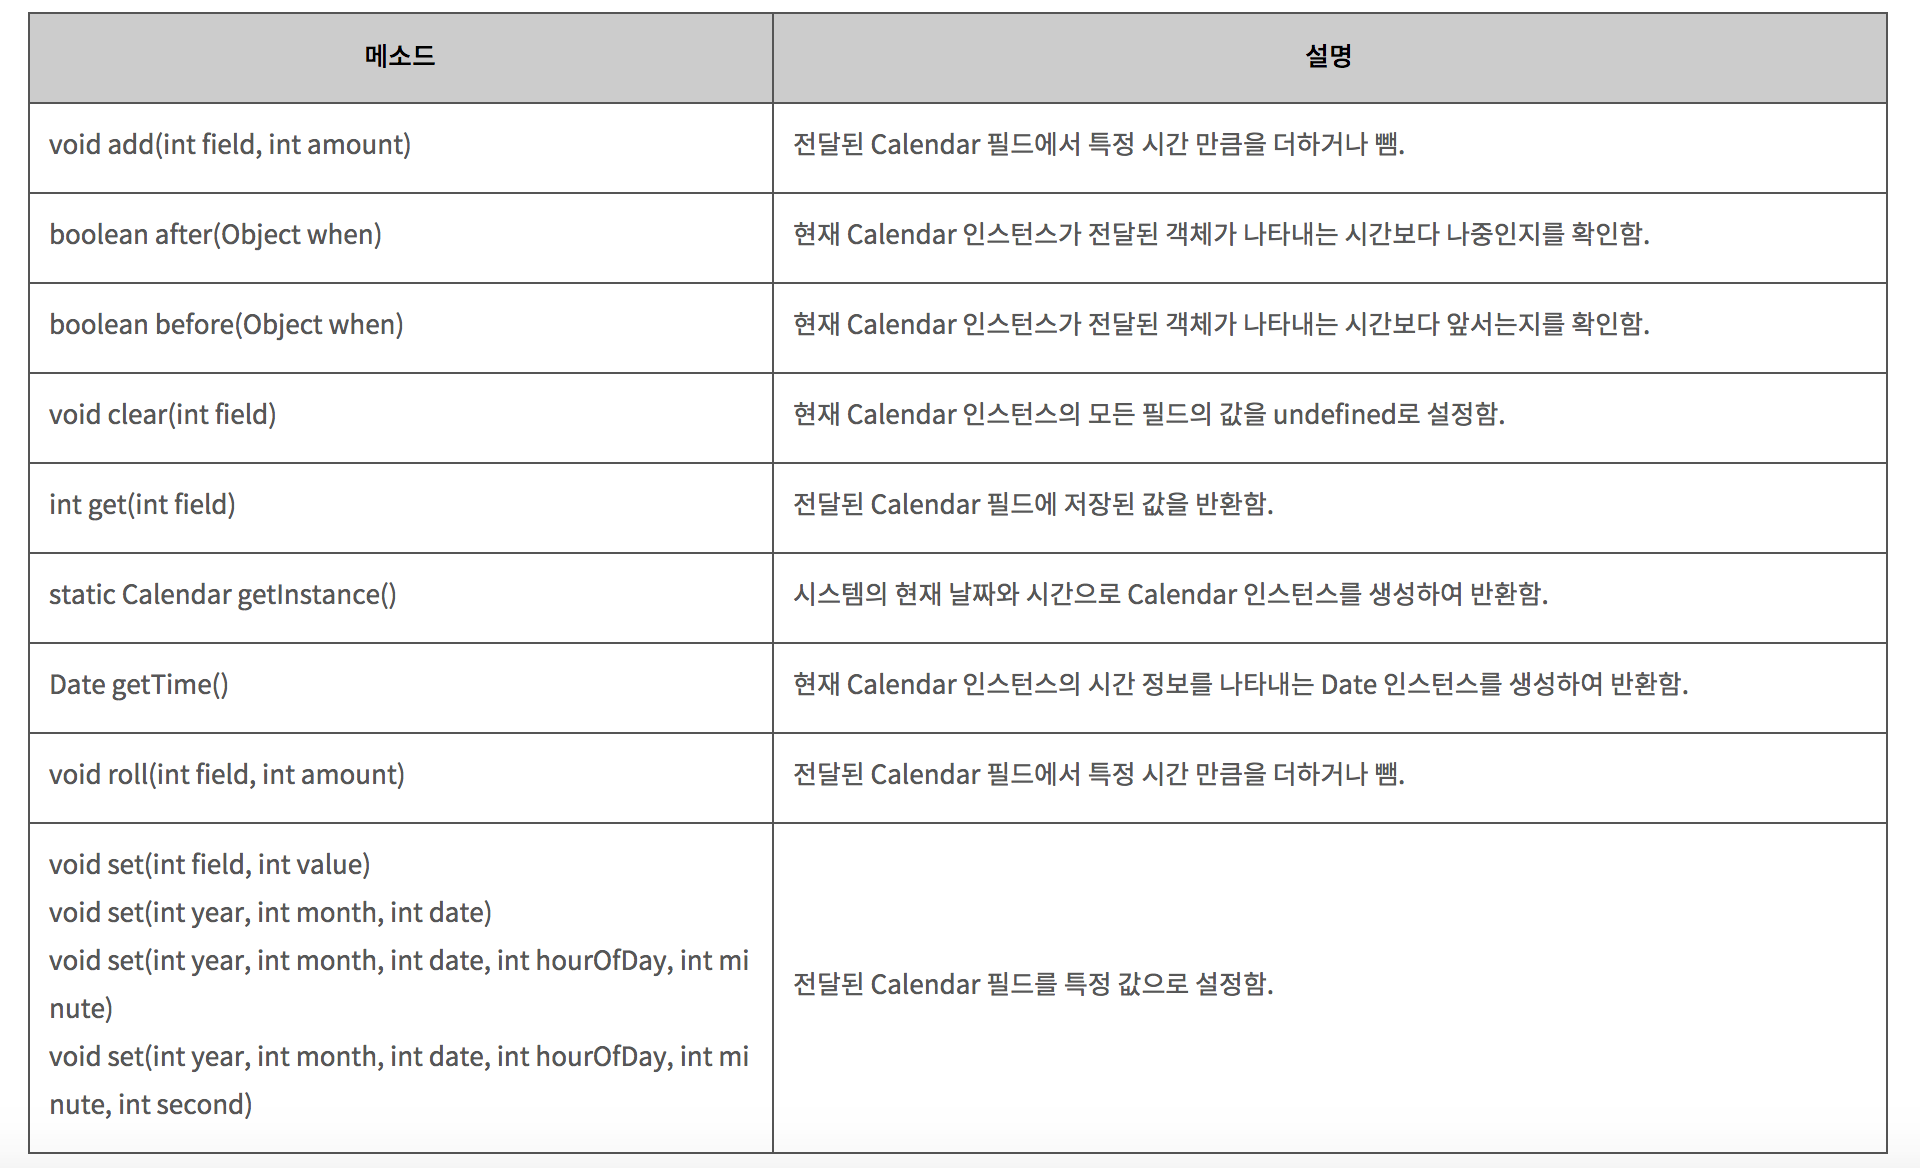 메소드
설명
void add(int field, int amount)
전달된 Calendar 필드에서 특정 시간 만큼을 더하거나 뺌.
boolean after(Object when)
현재 Calendar 인스턴스가 전달된 객체가 나타내는 시간보다 나중인지를 확인함.
boolean before(Object when)
현재 Calendar 인스턴스가 전달된 객체가 나타내는 시간보다 앞서는지를 확인함.
void clear(int field)
현재 Calendar 인스턴스의 모든 필드의 값을 undefined로 설정함.
int get(int field)
전달된 Calendar 필드에 저장된 값을 반환함.
static Calendar getInstance()
시스템의 현재 날짜와 시간으로 Calendar 인스턴스를 생성하여 반환함.
Date getTime()
현재 Calendar 인스턴스의 시간 정보를 나타내는 Date 인스턴스를 생성하여 반환함.
void roll(int field, int amount)
전달된 Calendar 필드에서 특정 시간 만큼을 더하거나 뺌.
void set(int field, int value)
void set(int year, int month, int date)
void set(int year, int month, int date, int hourOfDay, int mi
nute)
void set(int year, int month, int date, int hourOfDay, int mi
nute, int second)
전달된 Calendar 필드를 특정 값으로 설정함.